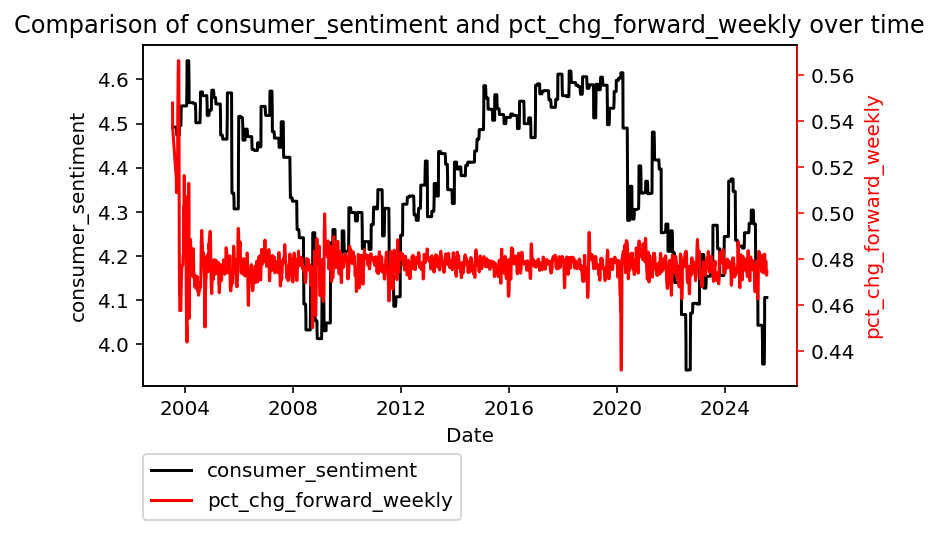 Comparison of consumer_sentiment and pct_chg_forward_weekly over time
4.6
4.5
4.4
4.3
4.2
4.1
4.0
consumer_sentiment
0.56
0.54
0.52
0.50
0.48
0.46
0.44
pct_chg_forward_weekly
2004 2008 2012 2016 2020 2024
Date
consumer_sentiment
pct_chg_forward_weekly